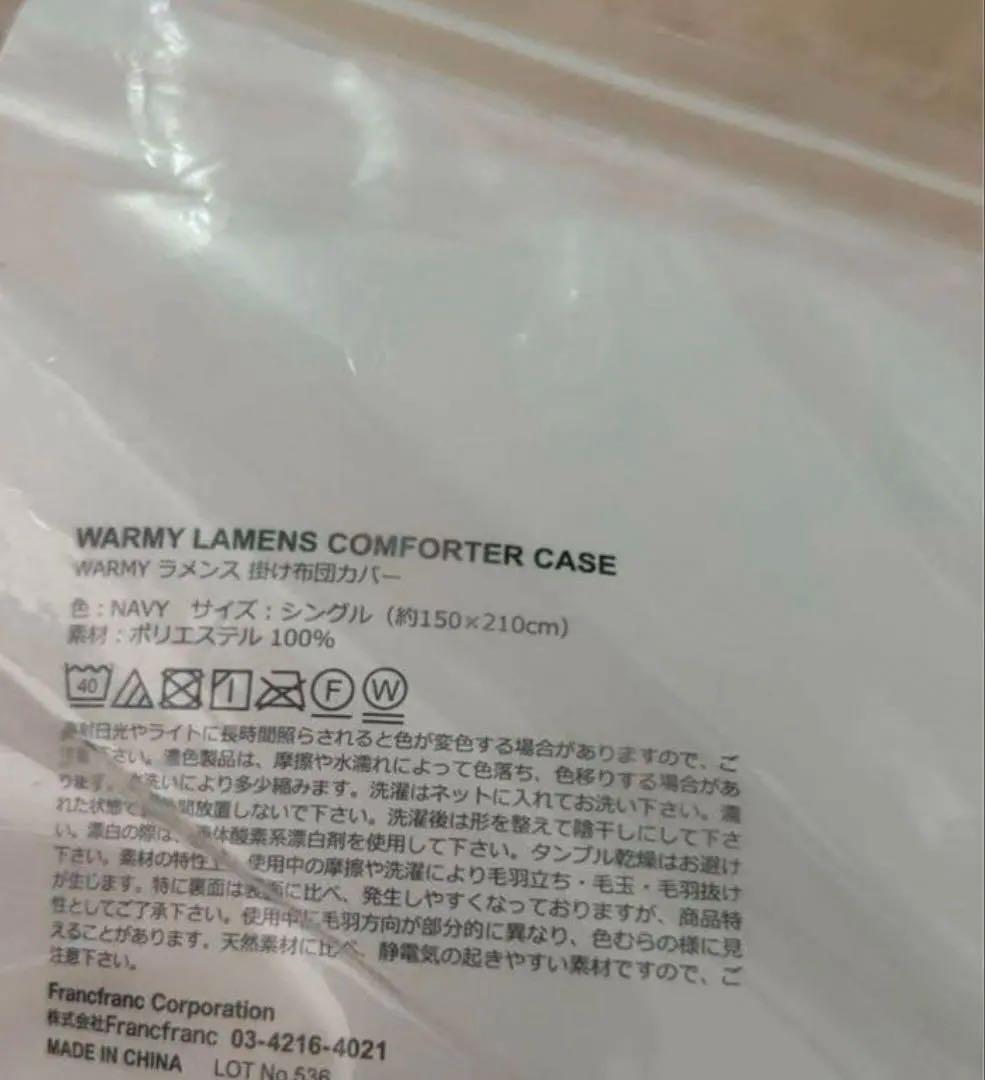 WARMY LAMENS COMFORTER CASE
WARMY ラメンス 掛け布団カバー
色：NAVY サイズ：シングル（約150×210cm）
素材：ポリエステル 100%
40 F W
日光やライトに長時間照らされると色が変色する場合がありますので、ご
下さい。濃色製品は、摩擦や水濡れによって色落ち、色移りする場合があ
ります。水洗いにより多少縮みます。洗濯はネットに入れてお洗い下さい。濡
れた状態で 間放置しないで下さい。洗濯後は形を整えて陰干しにして下さ
い。漂白の際は、液体酸素系漂白剤を使用して下さい。タンブル乾燥はお避け
下さい。素材の特性上、使用中の摩擦や洗濯により毛羽立ち・毛玉・毛羽抜け
が生じます。特に裏面は表面に比べ、発生しやすくなっておりますが、商品特
性としてご了承下さい。使用中に毛羽方向が部分的に異なり、色むらの様に見
えることがあります。天然素材に比べ、静電気の起きやすい素材ですので、ご
注意下さい。
Francfranc Corporation
株式会社Francfranc 03-4216-4021
MADE IN CHINA LOT No.536